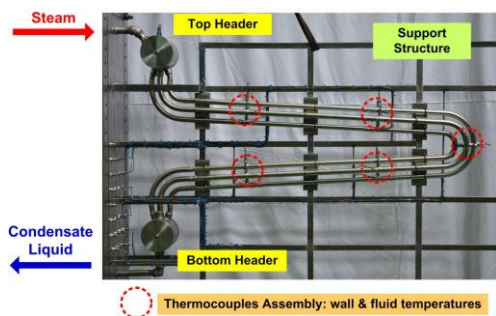 Steam
Top Header
Support
Structure
Condensate
Liquid
Bottom Header
Thermocouples Assembly: wall & fluid temperatures